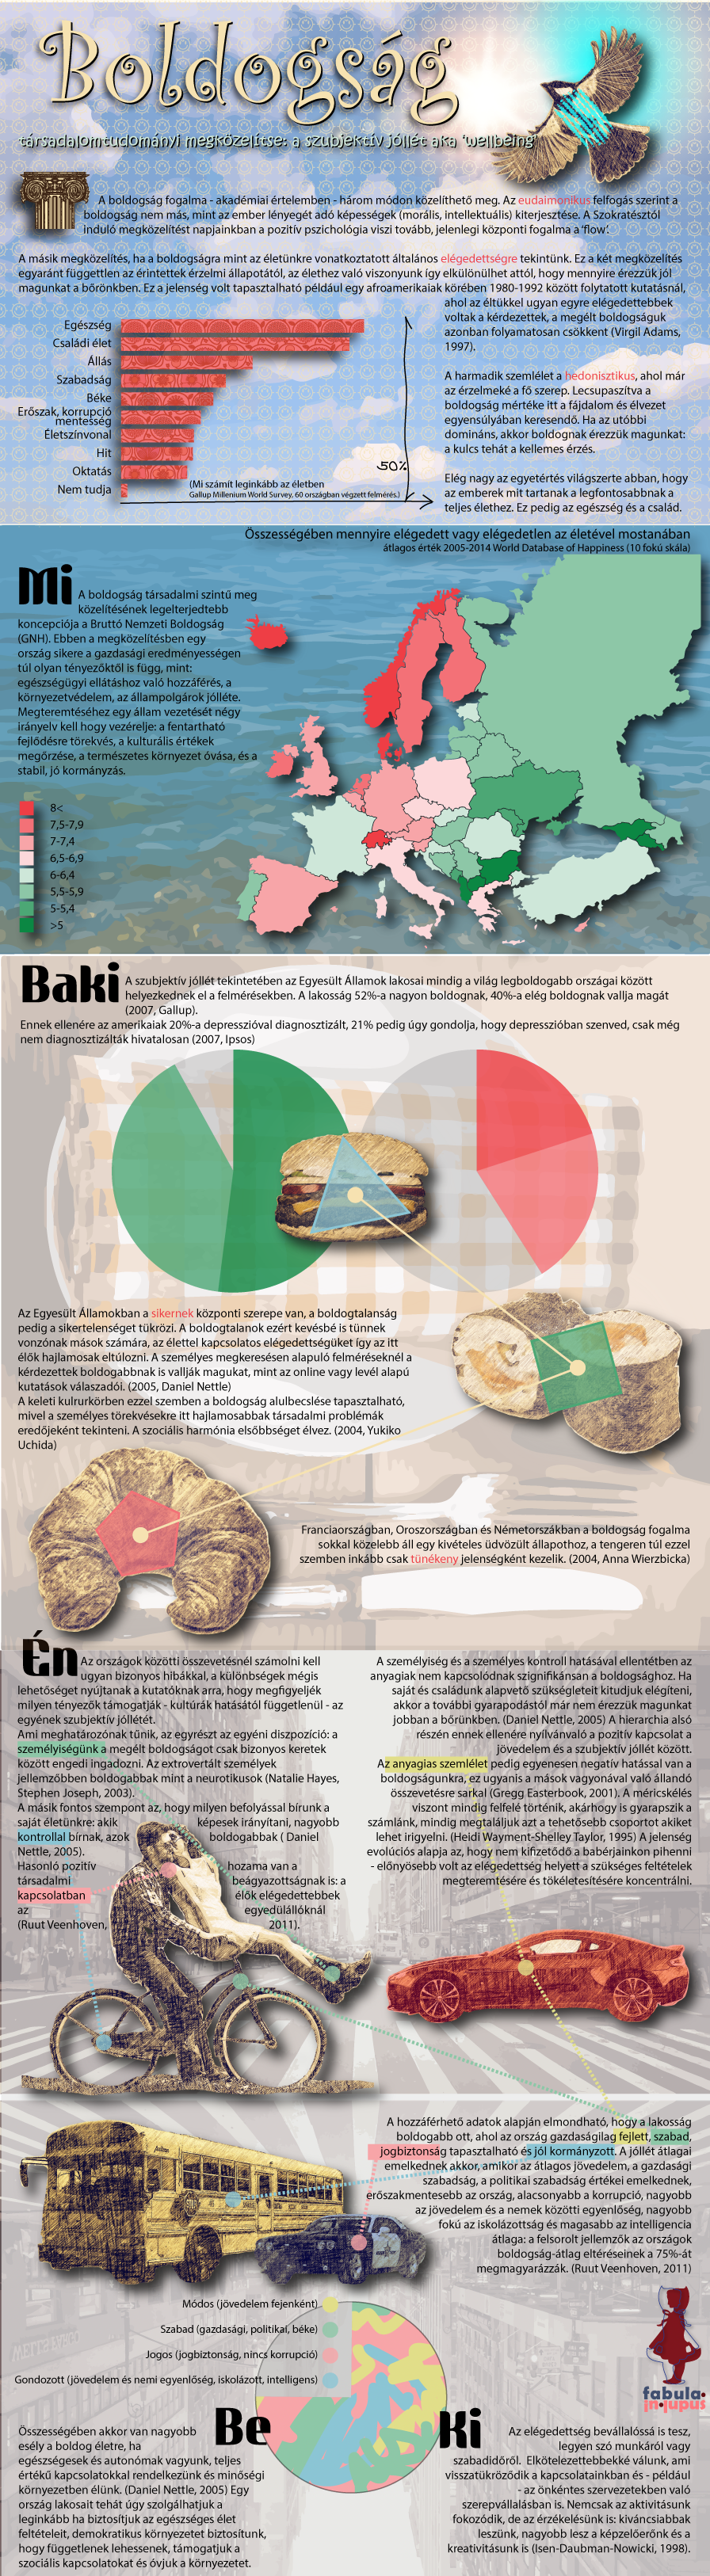 Boldogság
társadalomtudományi megközelítse: a szubjektív jóllét aka 'wellbeing'
A boldogság fogalma - akadémiai értelemben - három módon közelíthető meg. Az eudaimonikus felfogás szerint a
boldogság nem más, mint az ember lényegét adó képességek (morális, intellektuális) kiterjesztése. A Szokratésztól
induló megközelítést napjainkban a pozitív pszichológia viszi tovább, jelenlegi központi fogalma a 'flow'.
A másik megközelítés, ha a boldogságra mint az életünkre vonatkoztatott általános elégedettségre tekintünk. Ez a két megközelítés
egyaránt független az érintettek érzelmi állapotától, az élethez való viszonyunk így elkülönülhet attól, hogy mennyire érezzük jól
magunkat a bőrönkben. Ez a jelenség volt tapasztalható például egy afroamerikaiak körében 1980-1992 között folytatott kutatásnál,
ahol az éltükkel ugyan egyre elégedettebbek
voltak a kérdezettek, a megélt boldogságuk
azonban folyamatosan csökkent (Virgil Adams,
1997).
A harmadik szemlélet a hedonisztikus, ahol már
az érzelmeké a fő szerep. Lecsupaszítva a
boldogság mértéke itt a fájdalom és élvezet
egyensúlyában keresendő. Ha az utóbbi
domináns, akkor boldognak érezzük magunkat:
a kulcs tehát a kellemes érzés.
Elég nagy az egyetértés világszerte abban, hogy
az emberek mit tartanak a legfontosabbnak a
teljes élethez. Ez pedig az egészség és a család.
Egészség
Családi élet
Állás
Szabadság
Béke
Erőszak, korrupció
mentesség
Életszínvonal
Hit
Oktatás
Nem tudja
50%
(Mi számít leginkább az életben
Gallup Millenium World Survey, 60 országban végzett felmérés.)
Összességében mennyire elégedett vagy elégedetlen az életével mostanában
átlagos érték 2005-2014 World Database of Happiness (10 fokú skála)
Mi
A boldogság társadalmi szintű meg
közelítésének legelterjedtebb
koncepciója a Bruttó Nemzeti Boldogság
(GNH). Ebben a megközelítésben egy
ország sikere a gazdasági eredményességen
túl olyan tényezőktől is függ, mint:
egészségügyi ellátáshoz való hozzáférés, a
környezetvédelem, az állampolgárok jólléte.
Megteremtéséhez egy állam vezetését négy
irányelv kell hogy vezérelje: a fentartható
fejlődésre törekvés, a kulturális értékek
megőrzése, a természetes környezet óvása, és a
stabil, jó kormányzás.
8<
7,5-7,9
7-7,4
6,5-6,9
6-6,4
5,5-5,9
5-5,4
>5
Baki
A szubjektív jóllét tekintetében az Egyesült Államok lakosai mindig a világ legboldogabb országai között
helyezkednek el a felmérésekben. A lakosság 52%-a nagyon boldognak, 40%-a elég boldognak vallja magát
(2007, Gallup).
Ennek ellenére az amerikaiak 20%-a depresszióval diagnosztizált, 21% pedig úgy gondolja, hogy depresszióban szenved, csak még
nem diagnosztizálták hivatalosan (2007, Ipsos)
Az Egyesült Államokban a sikernek központi szerepe van, a boldogtalanság
pedig a sikertelenséget tükrözi. A boldogtalanok ezért kevésbé is tünnek
vonzónak mások számára, az élettel kapcsolatos elégedettségüket így az itt
élők hajlamosak eltúlozni. A személyes megkeresésen alapuló felméréseknél a
kérdezettek boldogabbnak is vallják magukat, mint az online vagy levél alapú
kutatások válaszadói. (2005, Daniel Nettle)
A keleti kulrurkörben ezzel szemben a boldogság alulbecslése tapasztalható,
mivel a személyes törekvésekre itt hajlamosabbak társadalmi problémák
eredőjeként tekinteni. A szociális harmónia elsőbbséget élvez. (2004, Yukiko
Uchida)
Franciaországban, Oroszországban és Németországban a boldogság fogalma
sokkal közelebb áll egy kivételes üdvözült állapothoz, a tengeren túl ezzel
szemben inkább csak tünékeny jelenségként kezelik. (2004, Anna Wierzbicka)
Én
Az országok közötti összevetésnél számolni kell
ugyan bizonyos hibákkal, a különbségek mégis
lehetőséget nyújtanak a kutatóknak arra, hogy megfigyeljék
milyen tényezők támogatják - kultúrák hatásától függetlenül - az
egyének szubjektív jóllétét.
Ami meghatározónak tűnik, az egyrészt az egyéni diszpozíció: a
személyiségünk a megélt boldogságot csak bizonyos keretek
között engedi ingadozni. Az extrovertált személyek
jellemzőbben boldogabbak mint a neurotikusok (Natalie Hayes,
Stephen Joseph, 2003).
A másik fontos szempont az, hogy milyen befolyással bírunk a
saját életünkre: akik képesek irányítani, nagyobb
kontrollal bírnak, azok boldogabbak ( Daniel
Nettle, 2005).
Hasonló pozitív hozama van a
társadalmi beágyazottságnak is: a
kapcsolatban élők elégedettebbek
az egyedülállóknál
(Ruut Veenhoven, 2011).
A személyiség és a személyes kontroll hatásával ellentétben az
anyagiak nem kapcsolódnak szignifikánsan a boldogsághoz. Ha
saját és családunk alapvető szükségleteit kitudjuk elégíteni,
akkor a további gyarapodástól már nem érezzük magunkat
jobban a bőrünkben. (Daniel Nettle, 2005) A hierarchia alsó
részén ennek ellenére nyilvánvaló a pozitív kapcsolat a
jövedelem és a szubjektív jóllét között.
Az anyagias szemlélet pedig egyenesen negatív hatással van a
boldogságunkra, ez ugyanis a mások vagyonával való állandó
összevetésre sarkal (Gregg Easterbook, 2001). A méricskélés
viszont mindig felfelé történik, akárhogy is gyarapszik a
számlánk, mindig megtaláljuk azt a tehetősebb csoportot akiket
lehet irigyelni. (Heidi Wayment-Shelley Taylor, 1995) A jelenség
evolúciós alapja az, hogy nem kifizetődő a babérjainkon pihenni
- előnyösebb volt az elégedettség helyett a szükséges feltételek
megteremtésére és tökéletesítésére koncentrálni.
A hozzáférhető adatok alapján elmondható, hogy a lakosság
boldogabb ott, ahol az ország gazdaságilag fejlett, szabad,
jogbiztonság tapasztalható és jól kormányzott. A jóllét átlagai
emelkednek akkor, amikor az átlagos jövedelem, a gazdasági
szabadság, a politikai szabadság értékei emelkednek,
erőszakmentesebb az ország, alacsonyabb a korrupció, nagyobb
az jövedelem és a nemek közötti egyenlőség, nagyobb
fokú az iskolázottság és magasabb az intelligencia
átlaga: a felsorolt jellemzők az országok
boldogság-átlag eltéréseinek a 75%-át
megmagyarázzák. (Ruut Veenhoven, 2011)
Módos (jövedelem fejenként)
Szabad (gazdasági, politikai, béke)
Jogos (jogbiztonság, nincs korrupció)
Gondozott (jövedelem és nemi egyenlőség, iskolázott, intelligens)
fabula
in lupus
Be
Összességében akkor van nagyobb
esély a boldog életre, ha
egészségesek és autonómak vagyunk, teljes
értékű kapcsolatokkal rendelkezünk és minőségi
környezetben élünk. (Daniel Nettle, 2005) Egy
ország lakosait tehát úgy szolgálhatjuk a
leginkább ha biztosítjuk az egészséges élet
feltételeit, demokratikus környezetet biztosítunk,
hogy függetlenek lehessenek, támogatjuk a
szociális kapcsolatokat és óvjuk a környezetet.
Ki
Az elégedettség bevállalóssá is tesz,
legyen szó munkáról vagy
szabadidőről. Elkötelezettebbekké válunk, ami
visszatükröződik a kapcsolatainkban és - például
- az önkéntes szervezetekben való
szerepvállalásban is. Nemcsak az aktivitásunk
fokozódik, de az érzékelésünk is: kiváncsiabbak
leszünk, nagyobb lesz a képzelőerőnk és a
kreativitásunk is (Isen-Daubman-Nowicki, 1998).